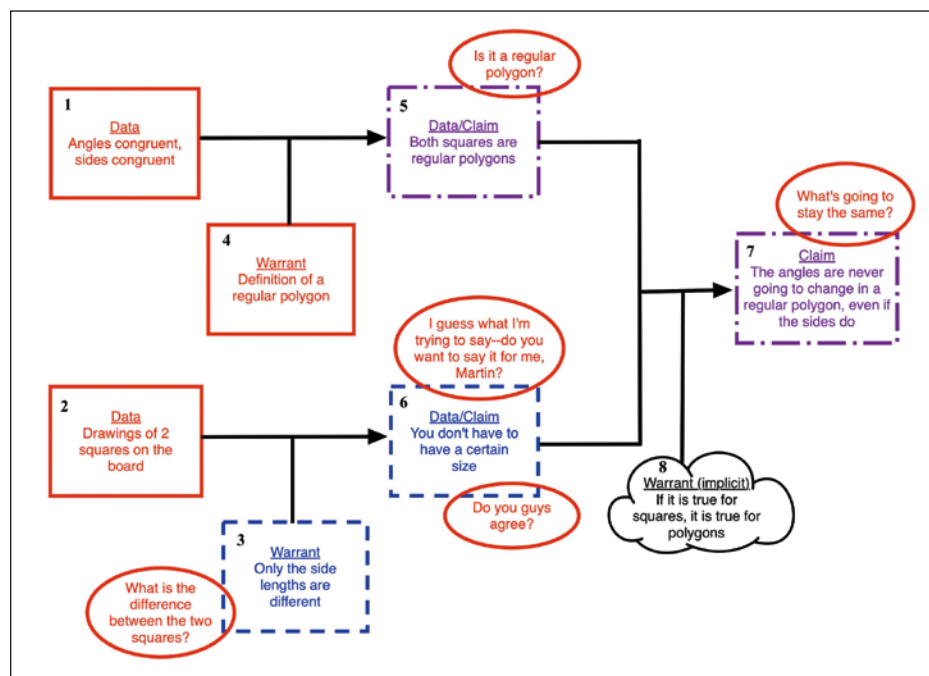 Is it a regular
polygon?
1
Data
Angles congruent,
sides congruent
5
Data/Claim
Both squares are
regular polygons
4
Warrant
Definition of a
regular polygon
What's going to
stay the same?
7
Claim
The angles are never
going to change in a
regular polygon, even if
the sides do
I guess what I'm
trying to say--do you
want to say it for me,
Martin?
2
Data
Drawings of 2
squares on the
board
6
Data/Claim
You don't have to
have a certain
size
Do you guys
agree?
8
Warrant (implicit)
If it is true for
squares, it is true for
polygons
3
Warrant
Only the side
lengths are
different
What is the
difference
between the two
squares?